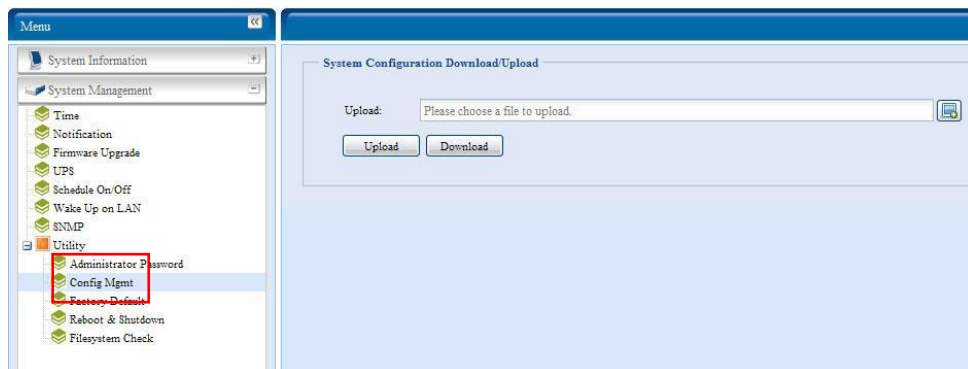 Menu
System Information
System Management
Time
Notification
Firmware Upgrade
UPS
Schedule On/Off
Wake Up on LAN
SNMP
Utility
Administrator Password
Config Mgmt
Factory Default
Reboot & Shutdown
Filesystem Check
System Configuration Download/Upload
Upload: Please choose a file to upload.
Upload Download